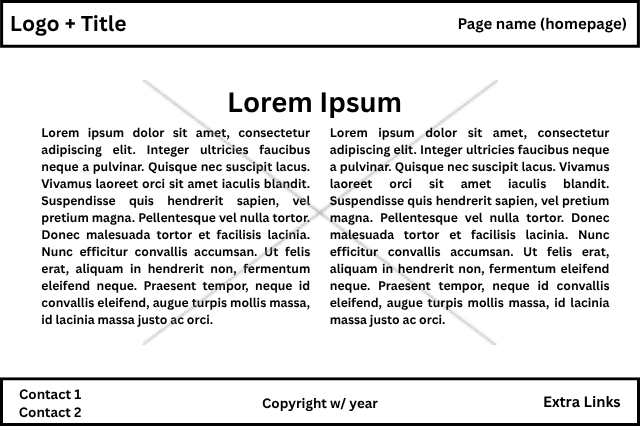 Logo + Title
Page name (homepage)
Lorem Ipsum
Lorem ipsum dolor sit amet, consectetur
adipiscing elit. Integer ultricies faucibus
neque a pulvinar. Quisque nec suscipit lacus.
Vivamus laoreet orci sit amet iaculis blandit.
Suspendisse quis hendrerit sapien, vel
pretium magna. Pellentesque vel nulla tortor.
Donec malesuada tortor et facilisis lacinia.
Nunc efficitur convallis accumsan. Ut felis
erat, aliquam in hendrerit non, fermentum
eleifend neque. Praesent tempor, neque id
convallis eleifend, augue turpis mollis massa,
id lacinia massa justo ac orci.
Lorem ipsum dolor sit amet, consectetur
adipiscing elit. Integer ultricies faucibus neque
a pulvinar. Quisque nec suscipit lacus. Vivamus
laoreet orci sit amet iaculis blandit.
Suspendisse quis hendrerit sapien, vel pretium
magna. Pellentesque vel nulla tortor. Donec
malesuada tortor et facilisis lacinia. Nunc
efficitur convallis accumsan. Ut felis erat,
aliquam in hendrerit non, fermentum eleifend
neque. Praesent tempor, neque id convallis
eleifend, augue turpis mollis massa, id lacinia
massa justo ac orci.
Contact 1
Contact 2
Copyright w/ year
Extra Links